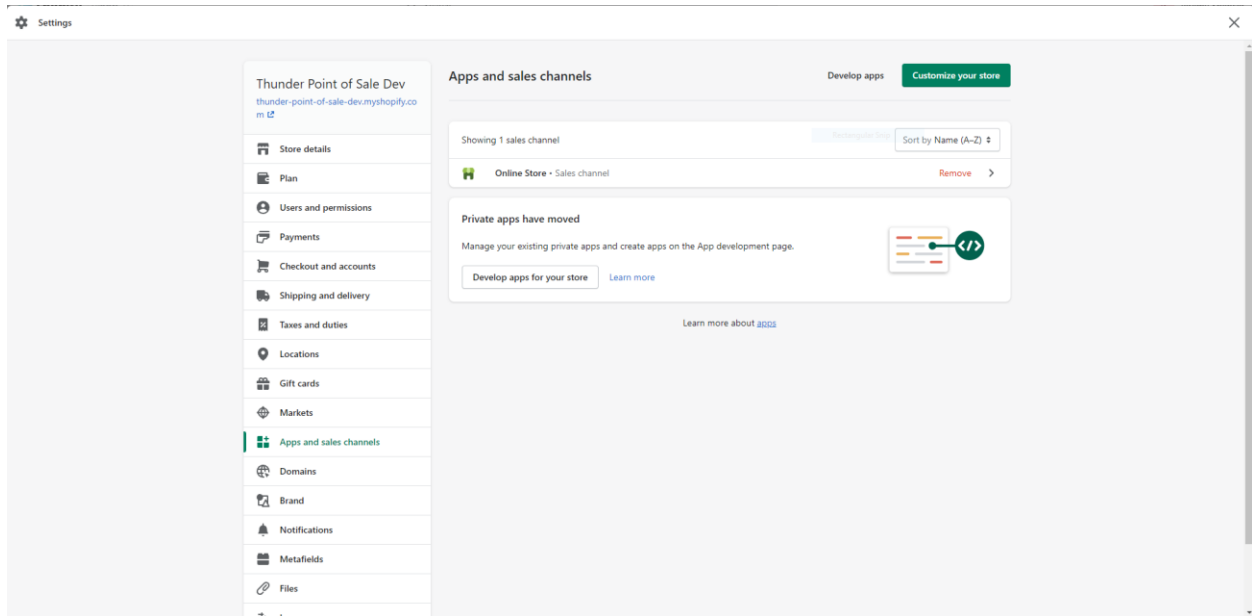 Settings
Thunder Point of Sale Dev
thunder-point-of-sale-dev.myshopify.co
m
Store details
Plan
Users and permissions
Payments
Checkout and accounts
Shipping and delivery
Taxes and duties
Locations
Gift cards
Markets
Apps and sales channels
Domains
Brand
Notifications
Metafields
Files
Apps and sales channels
Develop apps
Customize your store
Showing 1 sales channel
Sort by Name (A–Z)
Online Store • Sales channel
Remove
Private apps have moved
Manage your existing private apps and create apps on the App development page.
Develop apps for your store
Learn more
Learn more about apps